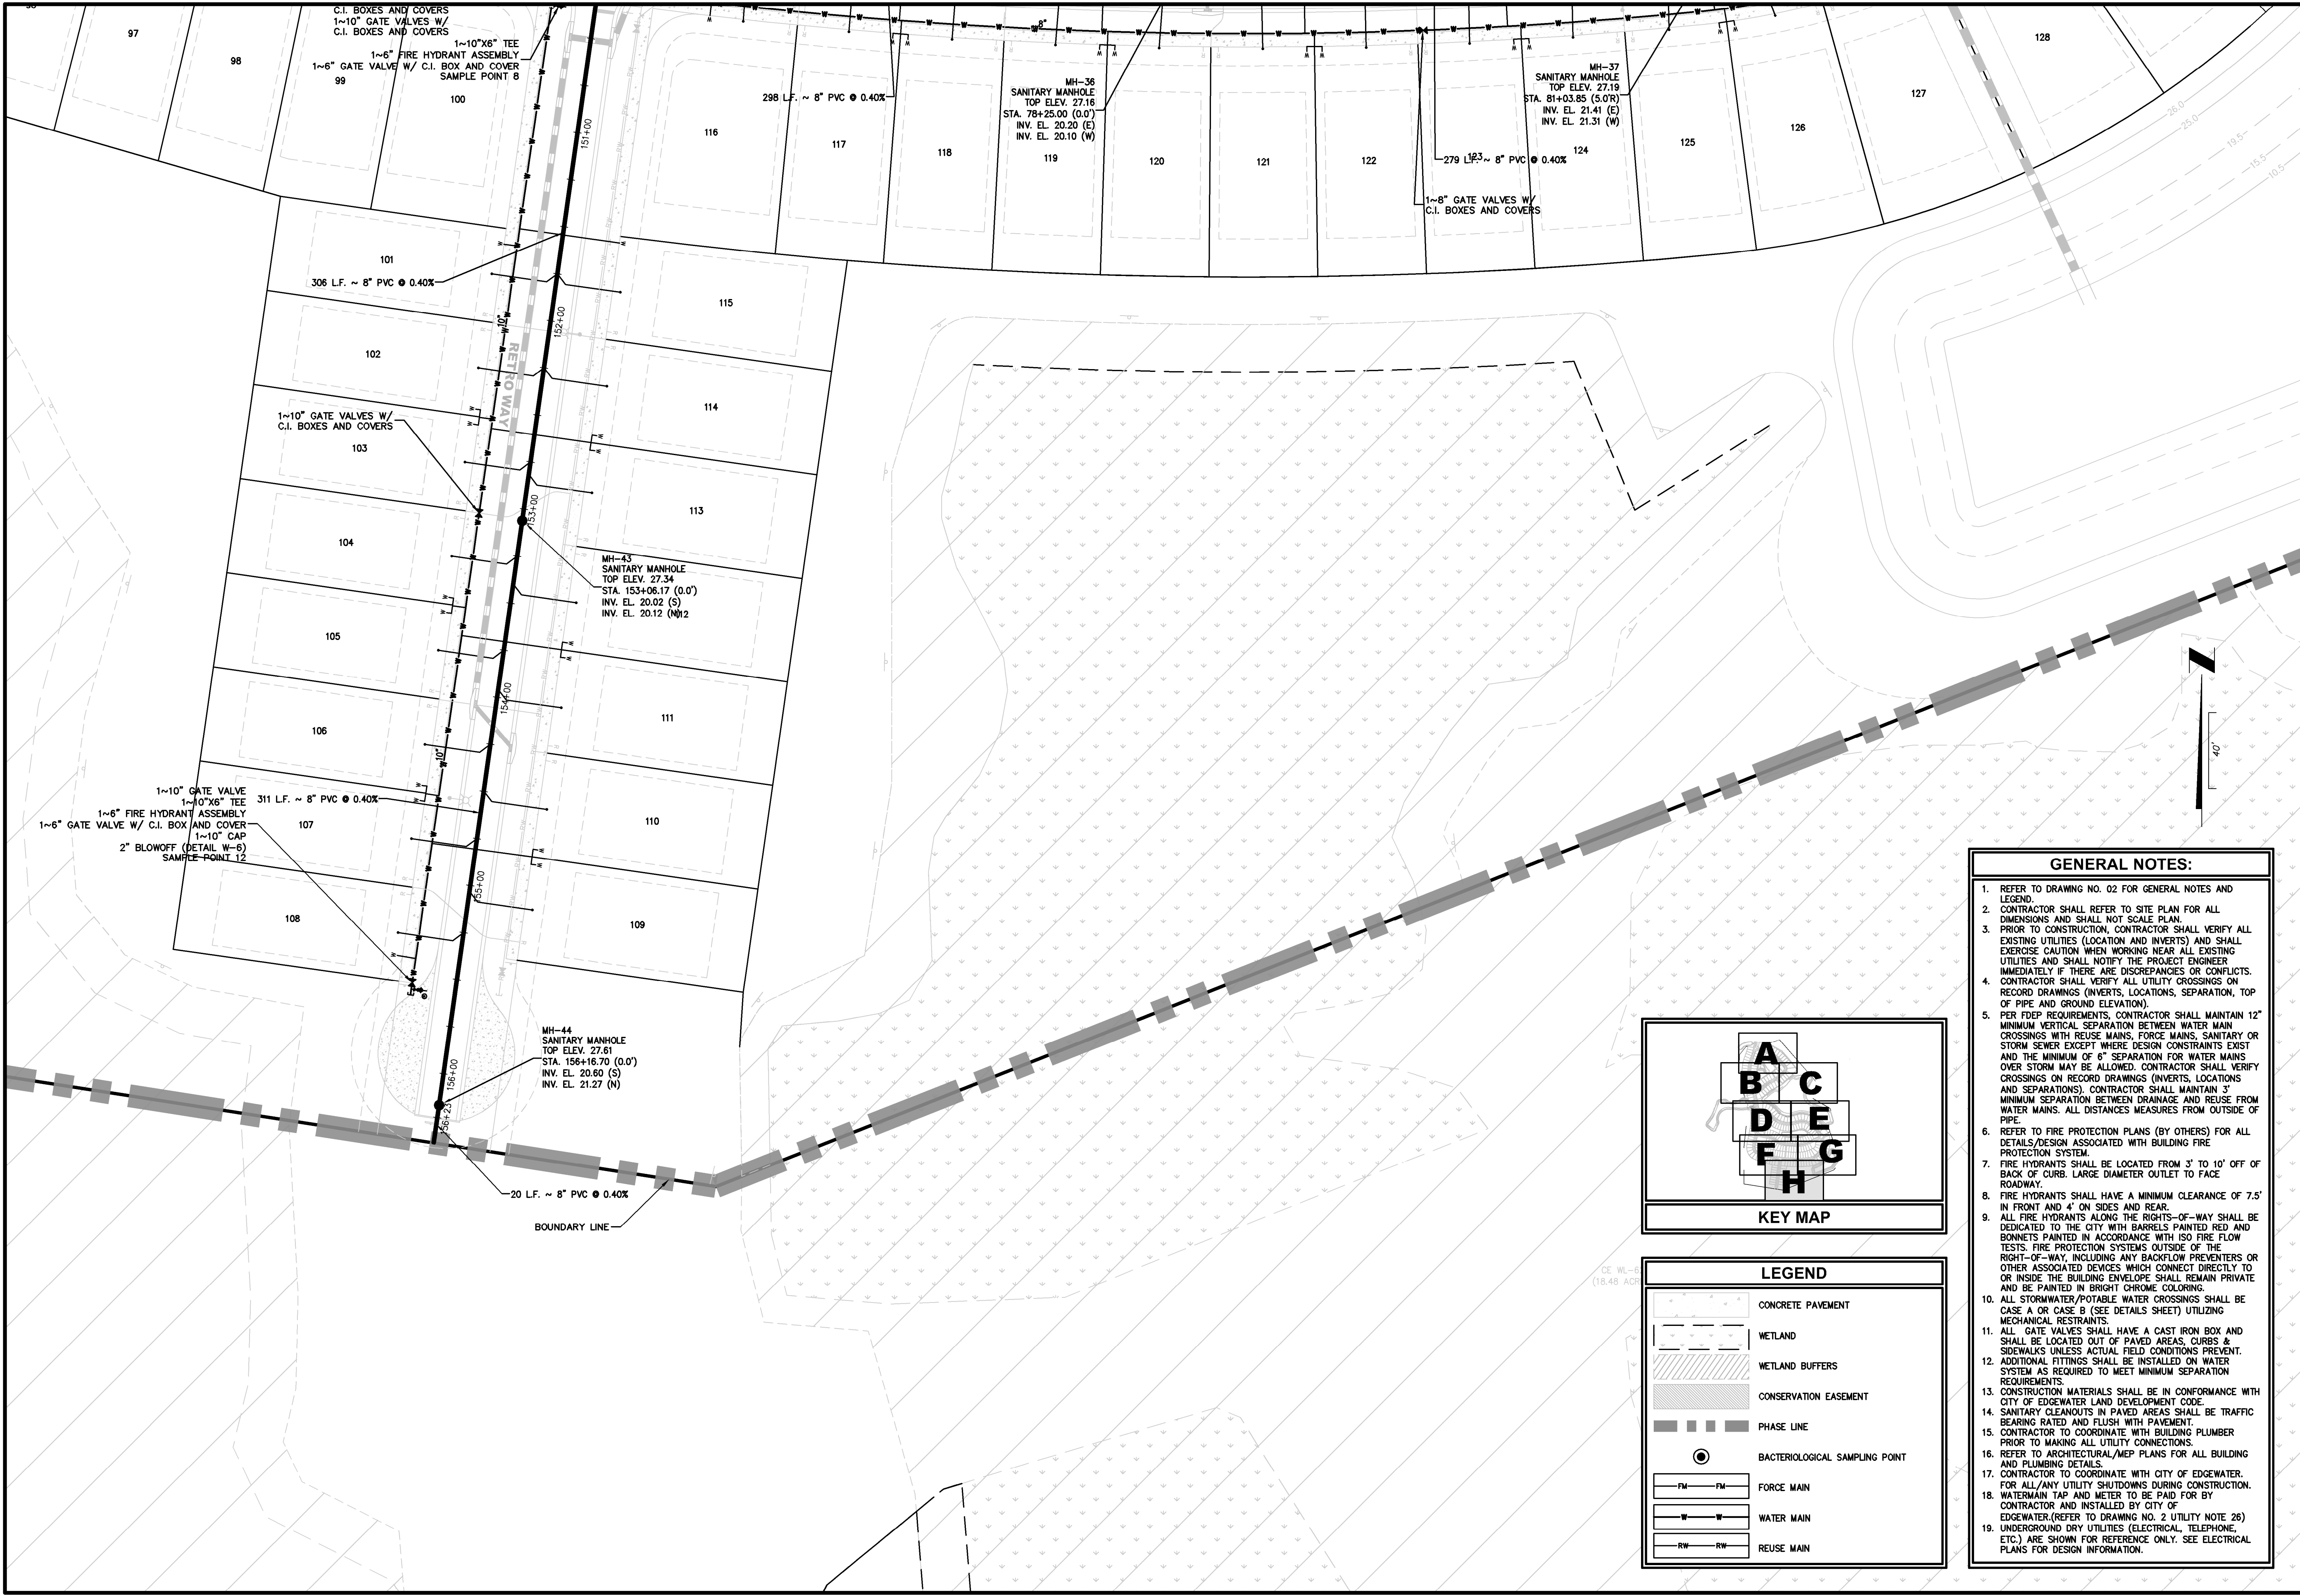 C.I. BOXES AND COVERS
1~10" GATE VALVES W/
C.I. BOXES AND COVERS
1~10"X6" TEE
1~6" FIRE HYDRANT ASSEMBLY
1~6" GATE VALVE W/ C.I. BOX AND COVER
SAMPLE POINT 8
97
98
99
100
151+00
298 L.F. ~ 8" PVC @ 0.40%
8"
MH-36
SANITARY MANHOLE
TOP ELEV. 27.16
STA. 78+25.00 (0.0')
INV. EL. 20.20 (E)
INV. EL. 20.10 (W)
MH-37
SANITARY MANHOLE
TOP ELEV. 27.19
STA. 81+03.85 (5.0'R)
INV. EL. 21.41 (E)
INV. EL. 21.31 (W)
116
117
118
119
120
121
122
123
124
125
126
127
128
279 L.F. ~ 8" PVC @ 0.40%
1~8" GATE VALVES W/
C.I. BOXES AND COVERS
26.0
25.0
19.5
15.5
10.5
101
306 L.F. ~ 8" PVC @ 0.40%
115
152+00
10"
RETRO WAY
102
114
1~10" GATE VALVES W/
C.I. BOXES AND COVERS
103
113
153+00
104
MH-43
SANITARY MANHOLE
TOP ELEV. 27.34
STA. 153+06.17 (0.0')
INV. EL. 20.02 (S)
INV. EL. 20.12 (N)
112
105
154+00
111
106
10"
1~10" GATE VALVE
1~10"X6" TEE
1~6" FIRE HYDRANT ASSEMBLY
1~6" GATE VALVE W/ C.I. BOX AND COVER
1~10" CAP
2" BLOWOFF (DETAIL W-6)
SAMPLE POINT 12
311 L.F. ~ 8" PVC @ 0.40%
107
110
155+00
108
109
MH-44
SANITARY MANHOLE
TOP ELEV. 27.61
STA. 156+16.70 (0.0')
INV. EL. 20.60 (S)
INV. EL. 21.27 (N)
156+00
156+23
20 L.F. ~ 8" PVC @ 0.40%
BOUNDARY LINE
40'
GENERAL NOTES:
1. REFER TO DRAWING NO. 02 FOR GENERAL NOTES AND
LEGEND.
2. CONTRACTOR SHALL REFER TO SITE PLAN FOR ALL
DIMENSIONS AND SHALL NOT SCALE PLAN.
3. PRIOR TO CONSTRUCTION, CONTRACTOR SHALL VERIFY ALL
EXISTING UTILITIES (LOCATION AND INVERTS) AND SHALL
EXERCISE CAUTION WHEN WORKING NEAR ALL EXISTING
UTILITIES AND SHALL NOTIFY THE PROJECT ENGINEER
IMMEDIATELY IF THERE ARE DISCREPANCIES OR CONFLICTS.
4. CONTRACTOR SHALL VERIFY ALL UTILITY CROSSINGS ON
RECORD DRAWINGS (INVERTS, LOCATIONS, SEPARATION, TOP
OF PIPE AND GROUND ELEVATION).
5. PER FDEP REQUIREMENTS, CONTRACTOR SHALL MAINTAIN 12"
MINIMUM VERTICAL SEPARATION BETWEEN WATER MAIN
CROSSINGS WITH REUSE MAINS, FORCE MAINS, SANITARY OR
STORM SEWER EXCEPT WHERE DESIGN CONSTRAINTS EXIST
AND THE MINIMUM OF 6" SEPARATION FOR WATER MAINS
OVER STORM MAY BE ALLOWED. CONTRACTOR SHALL VERIFY
CROSSINGS ON RECORD DRAWINGS (INVERTS, LOCATIONS
AND SEPARATIONS). CONTRACTOR SHALL MAINTAIN 3'
MINIMUM SEPARATION BETWEEN DRAINAGE AND REUSE FROM
WATER MAINS. ALL DISTANCES MEASURES FROM OUTSIDE OF
PIPE.
6. REFER TO FIRE PROTECTION PLANS (BY OTHERS) FOR ALL
DETAILS/DESIGN ASSOCIATED WITH BUILDING FIRE
PROTECTION SYSTEM.
7. FIRE HYDRANTS SHALL BE LOCATED FROM 3' TO 10' OFF OF
BACK OF CURB. LARGE DIAMETER OUTLET TO FACE
ROADWAY.
8. FIRE HYDRANTS SHALL HAVE A MINIMUM CLEARANCE OF 7.5'
IN FRONT AND 4' ON SIDES AND REAR.
9. ALL FIRE HYDRANTS ALONG THE RIGHTS-OF-WAY SHALL BE
DEDICATED TO THE CITY WITH BARRELS PAINTED RED AND
BONNETS PAINTED IN ACCORDANCE WITH ISO FIRE FLOW
TESTS. FIRE PROTECTION SYSTEMS OUTSIDE OF THE
RIGHT-OF-WAY, INCLUDING ANY BACKFLOW PREVENTERS OR
OTHER ASSOCIATED DEVICES WHICH CONNECT DIRECTLY TO
OR INSIDE THE BUILDING ENVELOPE SHALL REMAIN PRIVATE
AND BE PAINTED IN BRIGHT CHROME COLORING.
10. ALL STORMWATER/POTABLE WATER CROSSINGS SHALL BE
CASE A OR CASE B (SEE DETAILS SHEET) UTILIZING
MECHANICAL RESTRAINTS.
11. ALL GATE VALVES SHALL HAVE A CAST IRON BOX AND
SHALL BE LOCATED OUT OF PAVED AREAS, CURBS &
SIDEWALKS UNLESS ACTUAL FIELD CONDITIONS PREVENT.
12. ADDITIONAL FITTINGS SHALL BE INSTALLED ON WATER
SYSTEM AS REQUIRED TO MEET MINIMUM SEPARATION
REQUIREMENTS.
13. CONSTRUCTION MATERIALS SHALL BE IN CONFORMANCE WITH
CITY OF EDGEWATER LAND DEVELOPMENT CODE.
14. SANITARY CLEANOUTS IN PAVED AREAS SHALL BE TRAFFIC
BEARING RATED AND FLUSH WITH PAVEMENT.
15. CONTRACTOR TO COORDINATE WITH BUILDING PLUMBER
PRIOR TO MAKING ALL UTILITY CONNECTIONS.
16. REFER TO ARCHITECTURAL/MEP PLANS FOR ALL BUILDING
AND PLUMBING DETAILS.
17. CONTRACTOR TO COORDINATE WITH CITY OF EDGEWATER.
FOR ALL/ANY UTILITY SHUTDOWNS DURING CONSTRUCTION.
18. WATERMAIN TAP AND METER TO BE PAID FOR BY
CONTRACTOR AND INSTALLED BY CITY OF
EDGEWATER.(REFER TO DRAWING NO. 2 UTILITY NOTE 26)
19. UNDERGROUND DRY UTILITIES (ELECTRICAL, TELEPHONE,
ETC.) ARE SHOWN FOR REFERENCE ONLY. SEE ELECTRICAL
PLANS FOR DESIGN INFORMATION.
A
B C
D E
F G
H
KEY MAP
CE WL-6
(18.48 ACR
LEGEND
CONCRETE PAVEMENT
WETLAND
WETLAND BUFFERS
CONSERVATION EASEMENT
PHASE LINE
BACTERIOLOGICAL SAMPLING POINT
FM FM FORCE MAIN
W W WATER MAIN
RW RW REUSE MAIN